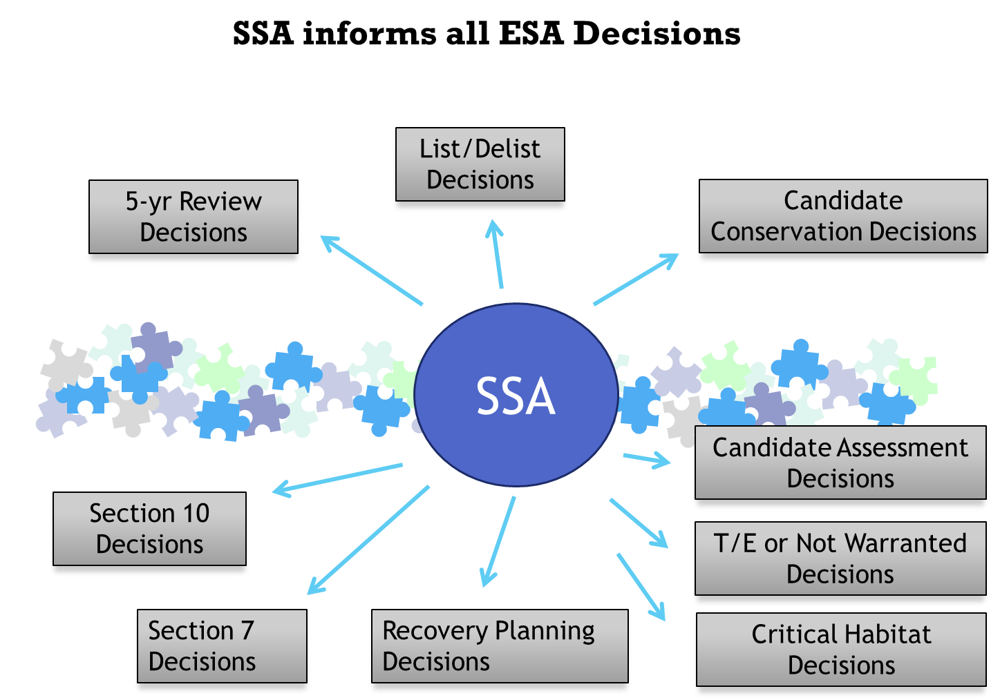 SSA informs all ESA Decisions
List/Delist
Decisions
5-yr Review
Decisions
Candidate
Conservation Decisions
SSA
Candidate Assessment
Decisions
Section 10
Decisions
T/E or Not Warranted
Decisions
Section 7
Decisions
Recovery Planning
Decisions
Critical Habitat
Decisions